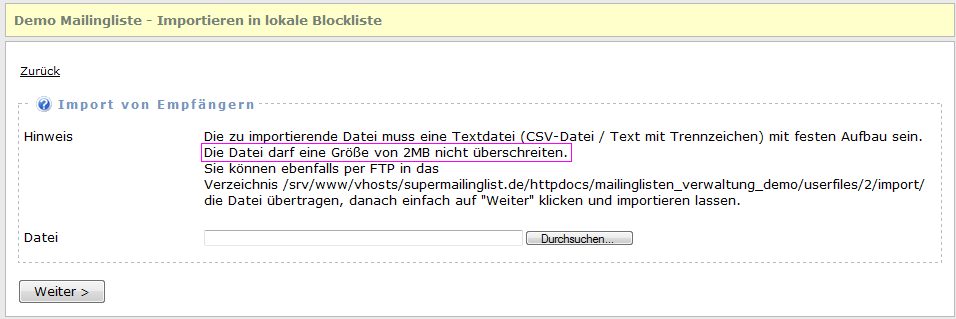 Demo Mailingliste - Importieren in lokale Blockliste
Zurück
Import von Empfängern
Hinweis
Die zu importierende Datei muss eine Textdatei (CSV-Datei / Text mit Trennzeichen) mit festen Aufbau sein.
Die Datei darf eine Größe von 2MB nicht überschreiten.
Sie können ebenfalls per FTP in das
Verzeichnis /srv/www/vhosts/supermailinglist.de/httpdocs/mailinglisten_verwaltung_demo/userfiles/2/import/
die Datei übertragen, danach einfach auf "Weiter" klicken und importieren lassen.
Datei
Durchsuchen...
Weiter >